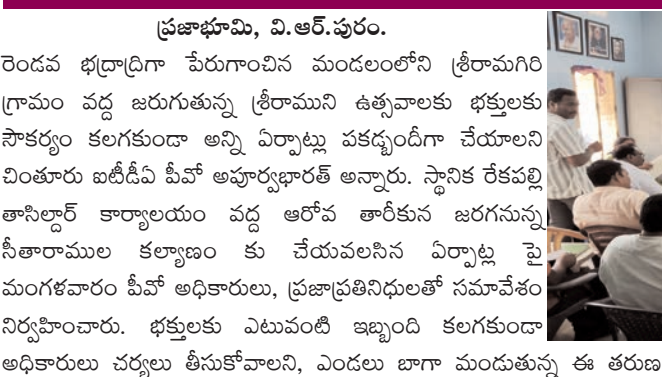 ప్రజాభూమి, వి.ఆర్.పురం.
రెండవ భద్రాద్రిగా పేరుగాంచిన మండలంలోని శ్రీరామగిరి
గ్రామం వద్ద జరుగుతున్న శ్రీరాముని ఉత్సవాలకు భక్తులకు
సౌకర్యం కలగకుండా అన్ని ఏర్పాట్లు పకడ్బందీగా చేయాలని
చింతూరు ఐటీడీఏ పీవో అపూర్వభారత్ అన్నారు. స్థానిక రేకపల్లి
తాసిల్దార్ కార్యాలయం వద్ద ఆరోవ తారీకున జరగనున్న
సీతారాముల కల్యాణం కు చేయవలసిన ఏర్పాట్ల పై
మంగళవారం పీవో అధికారులు, ప్రజాప్రతినిధులతో సమావేశం
నిర్వహించారు. భక్తులకు ఎటువంటి ఇబ్బంది కలగకుండా
అధికారులు చర్యలు తీసుకోవాలని, ఎండలు బాగా మండుతున్న ఈ తరుణ